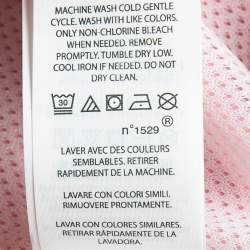 MACHINE WASH COLD GENTLE
CYCLE. WASH WITH LIKE COLORS.
ONLY NON-CHLORINE BLEACH
WHEN NEEDED. REMOVE
PROMPTLY. TUMBLE DRY LOW.
COOL IRON IF NEEDED. DO NOT
DRY CLEAN.
30
n°1529 ®
LAVER AVEC DES COULEURS
SEMBLABLES. RETIRER
RAPIDEMENT DE LA MACHINE.
LAVARE CON COLORI SIMILI.
RIMUOVERE PRONTAMENTE.
LAVAR CON COLORES SIMILARES.
RETIRAR RÁPIDAMENTE DE LA
LAVADORA.